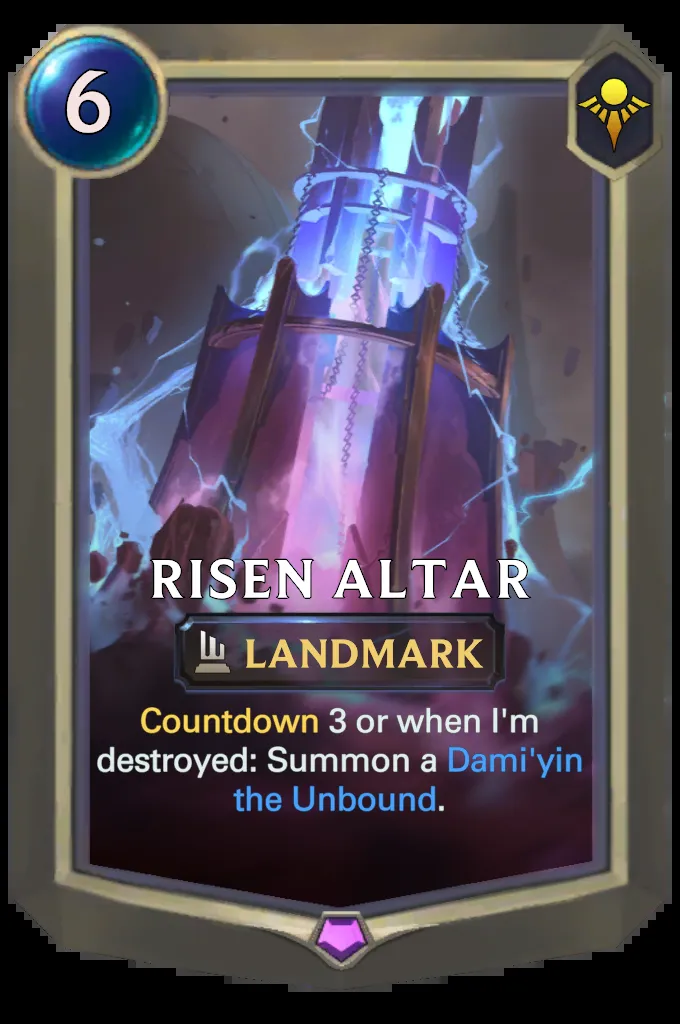 6
RISEN ALTAR
LANDMARK
Countdown 3 or when I'm
destroyed: Summon a Dami'yin
the Unbound.